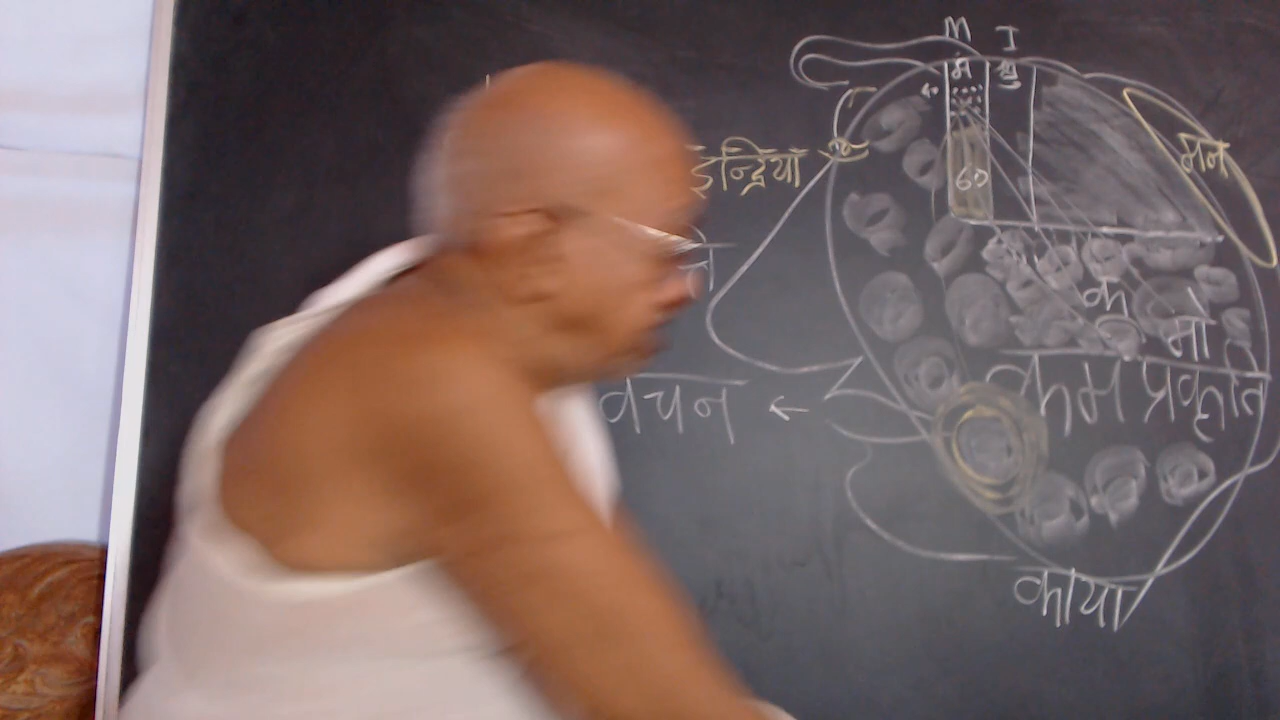 M I
म श्रु
60
इन्द्रियाँ
मन
क
मो
कर्म प्रकृति
वचन ←
काया